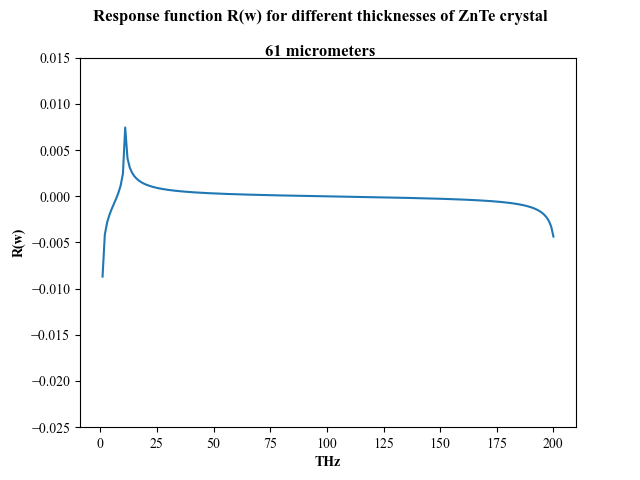 Response function R(w) for different thicknesses of ZnTe crystal
61 micrometers
0.015
0.010
0.005
0.000
−0.005
−0.010
−0.015
−0.020
−0.025
R(w)
0 25 50 75 100 125 150 175 200
THz